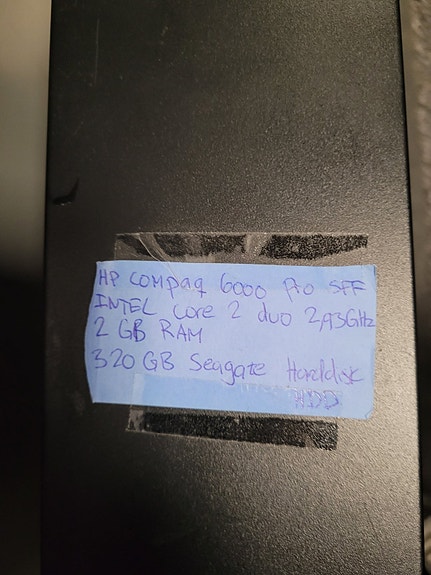 HP compaq 6000 Pro SFF
INTEL core 2 duo 2,93GHz
2 GB RAM
320 GB Seagate Harddisk
HDD